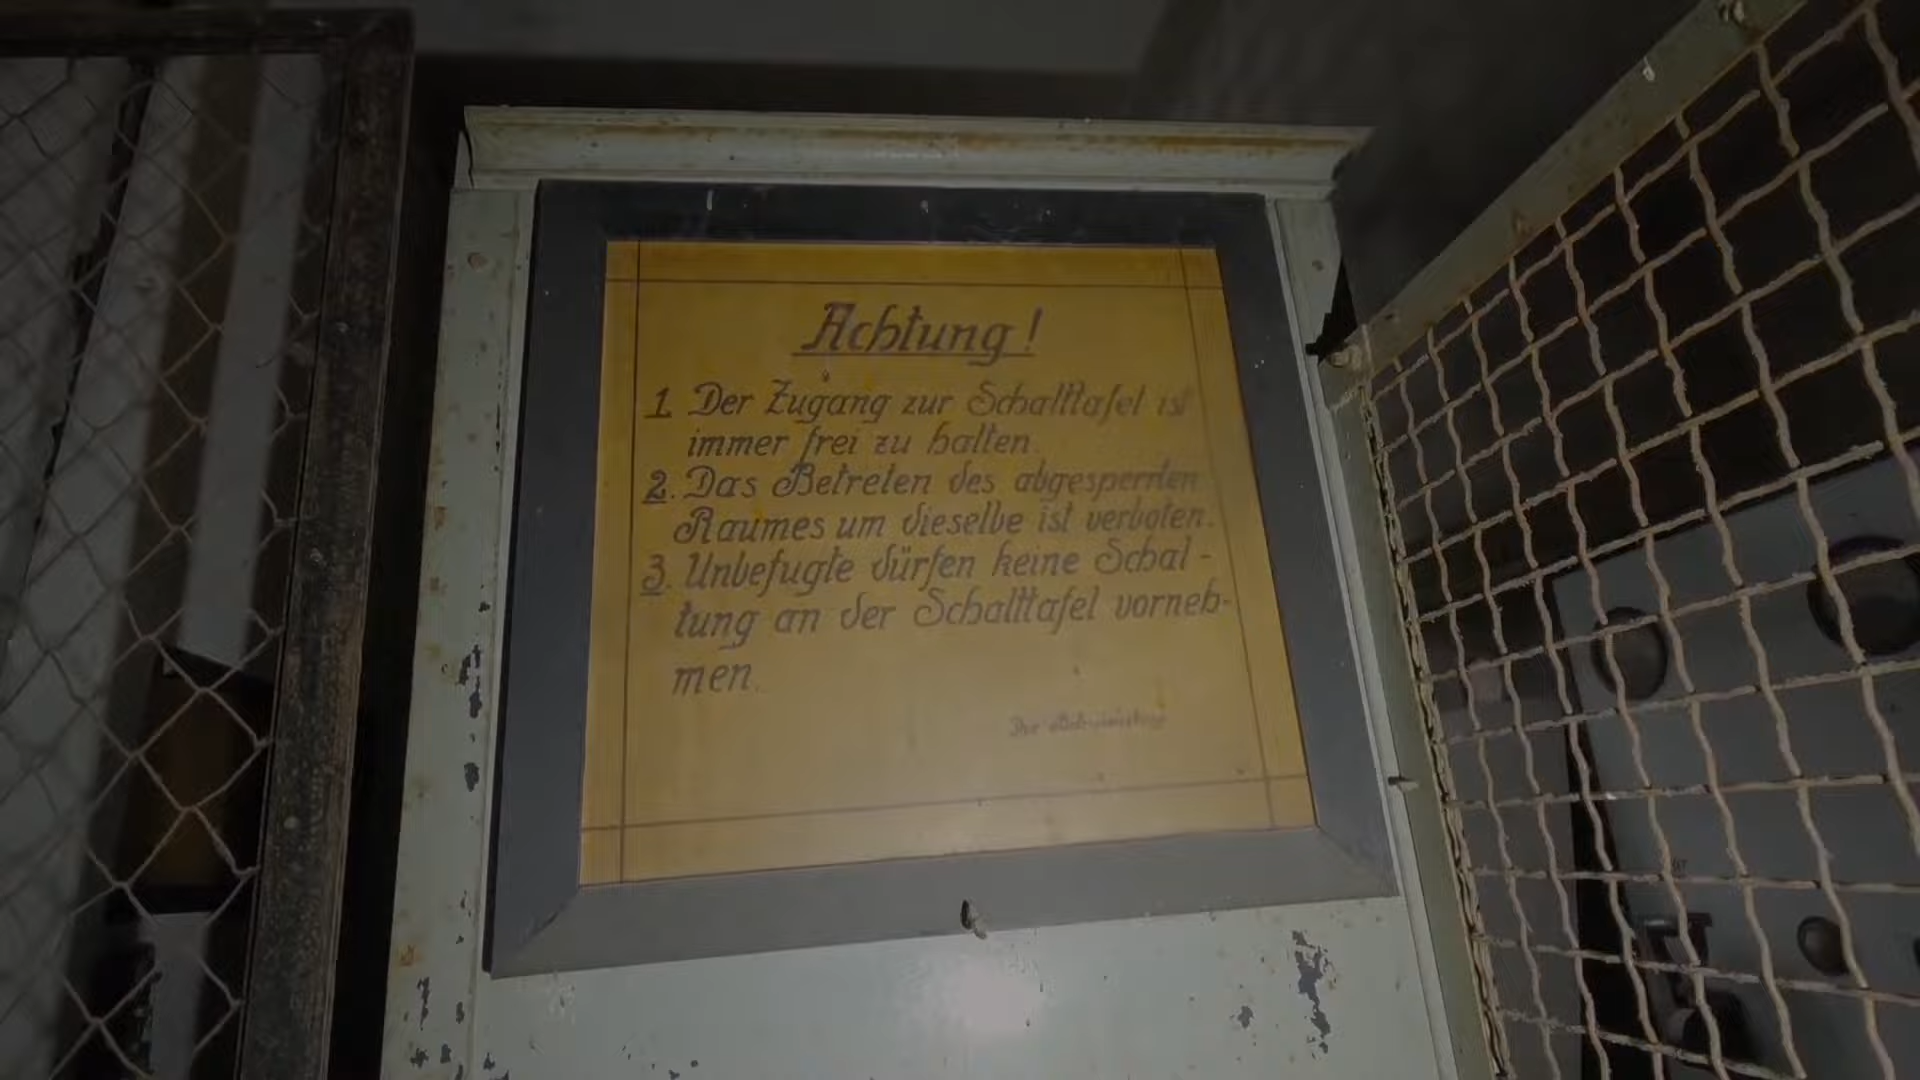 Achtung!
1. Der Zugang zur Schalttafel ist
immer frei zu halten.
2. Das Betreten des abgesperrten
Raumes um dieselbe ist verboten.
3. Unbefugte dürfen keine Schal-
tung an der Schalttafel vorneh-
men.
Der